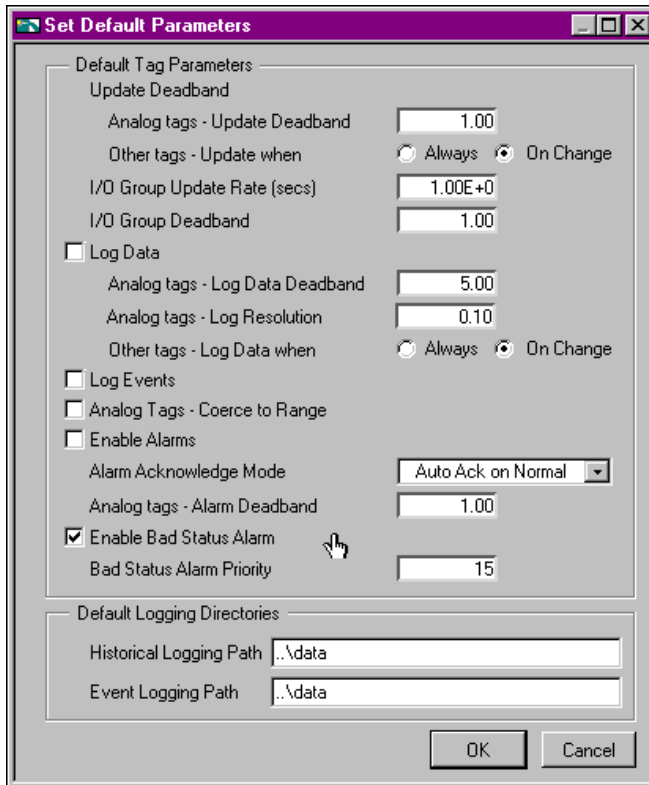 Set Default Parameters
Default Tag Parameters
Update Deadband
Analog tags - Update Deadband 1.00
Other tags - Update when Always On Change
I/O Group Update Rate (secs) 1.00E+0
I/O Group Deadband 1.00
Log Data
Analog tags - Log Data Deadband 5.00
Analog tags - Log Resolution 0.10
Other tags - Log Data when Always On Change
Log Events
Analog Tags - Coerce to Range
Enable Alarms
Alarm Acknowledge Mode Auto Ack on Normal
Analog tags - Alarm Deadband 1.00
Enable Bad Status Alarm
Bad Status Alarm Priority 15
Default Logging Directories
Historical Logging Path ..\data
Event Logging Path ..\data
OK Cancel